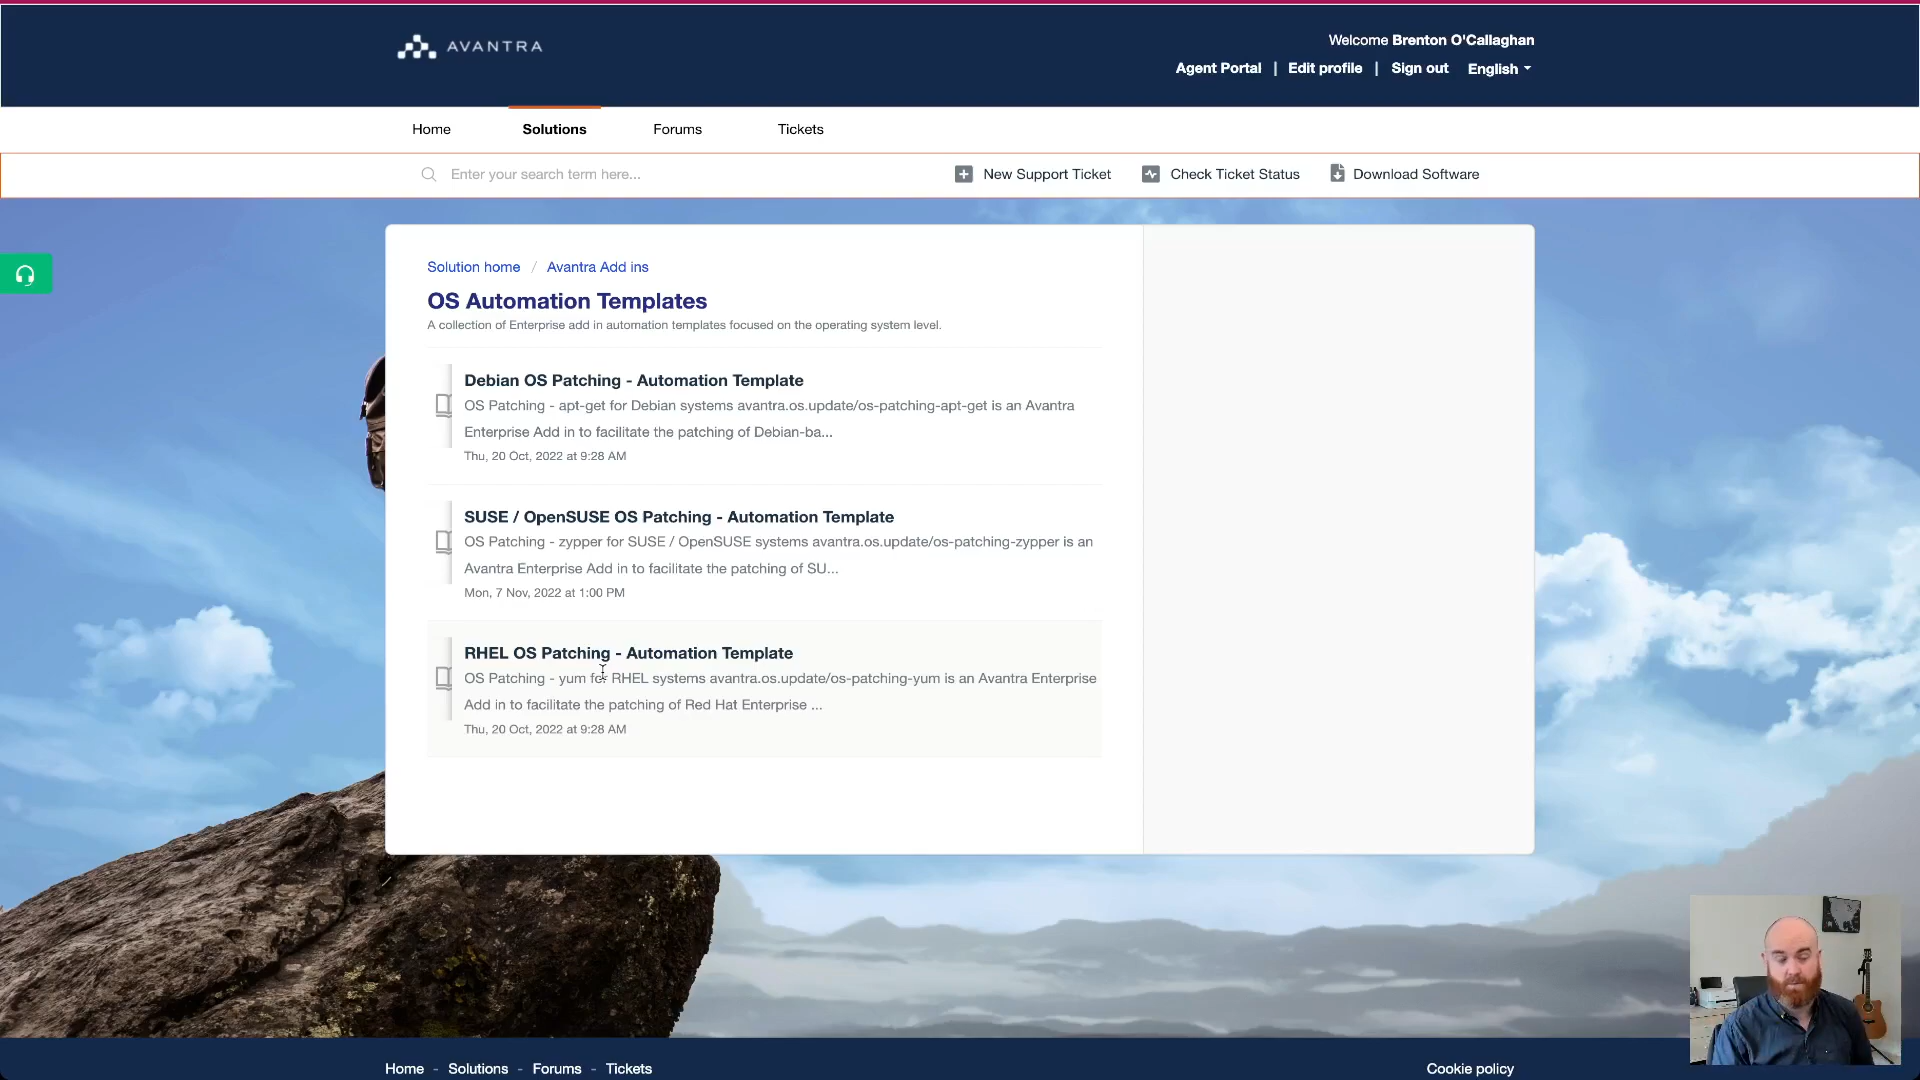 AVANTRA
Welcome Brenton O'Callaghan
Agent Portal | Edit profile | Sign out English
Home Solutions Forums Tickets
Enter your search term here... New Support Ticket Check Ticket Status Download Software
Solution home / Avantra Add ins
OS Automation Templates
A collection of Enterprise add in automation templates focused on the operating system level.
Debian OS Patching - Automation Template
OS Patching - apt-get for Debian systems avantra.os.update/os-patching-apt-get is an Avantra
Enterprise Add in to facilitate the patching of Debian-ba...
Thu, 20 Oct, 2022 at 9:28 AM
SUSE / OpenSUSE OS Patching - Automation Template
OS Patching - zypper for SUSE / OpenSUSE systems avantra.os.update/os-patching-zypper is an
Avantra Enterprise Add in to facilitate the patching of SU...
Mon, 7 Nov, 2022 at 1:00 PM
RHEL OS Patching - Automation Template
OS Patching - yum for RHEL systems avantra.os.update/os-patching-yum is an Avantra Enterprise
Add in to facilitate the patching of Red Hat Enterprise ...
Thu, 20 Oct, 2022 at 9:28 AM
Home - Solutions - Forums - Tickets
Cookie policy